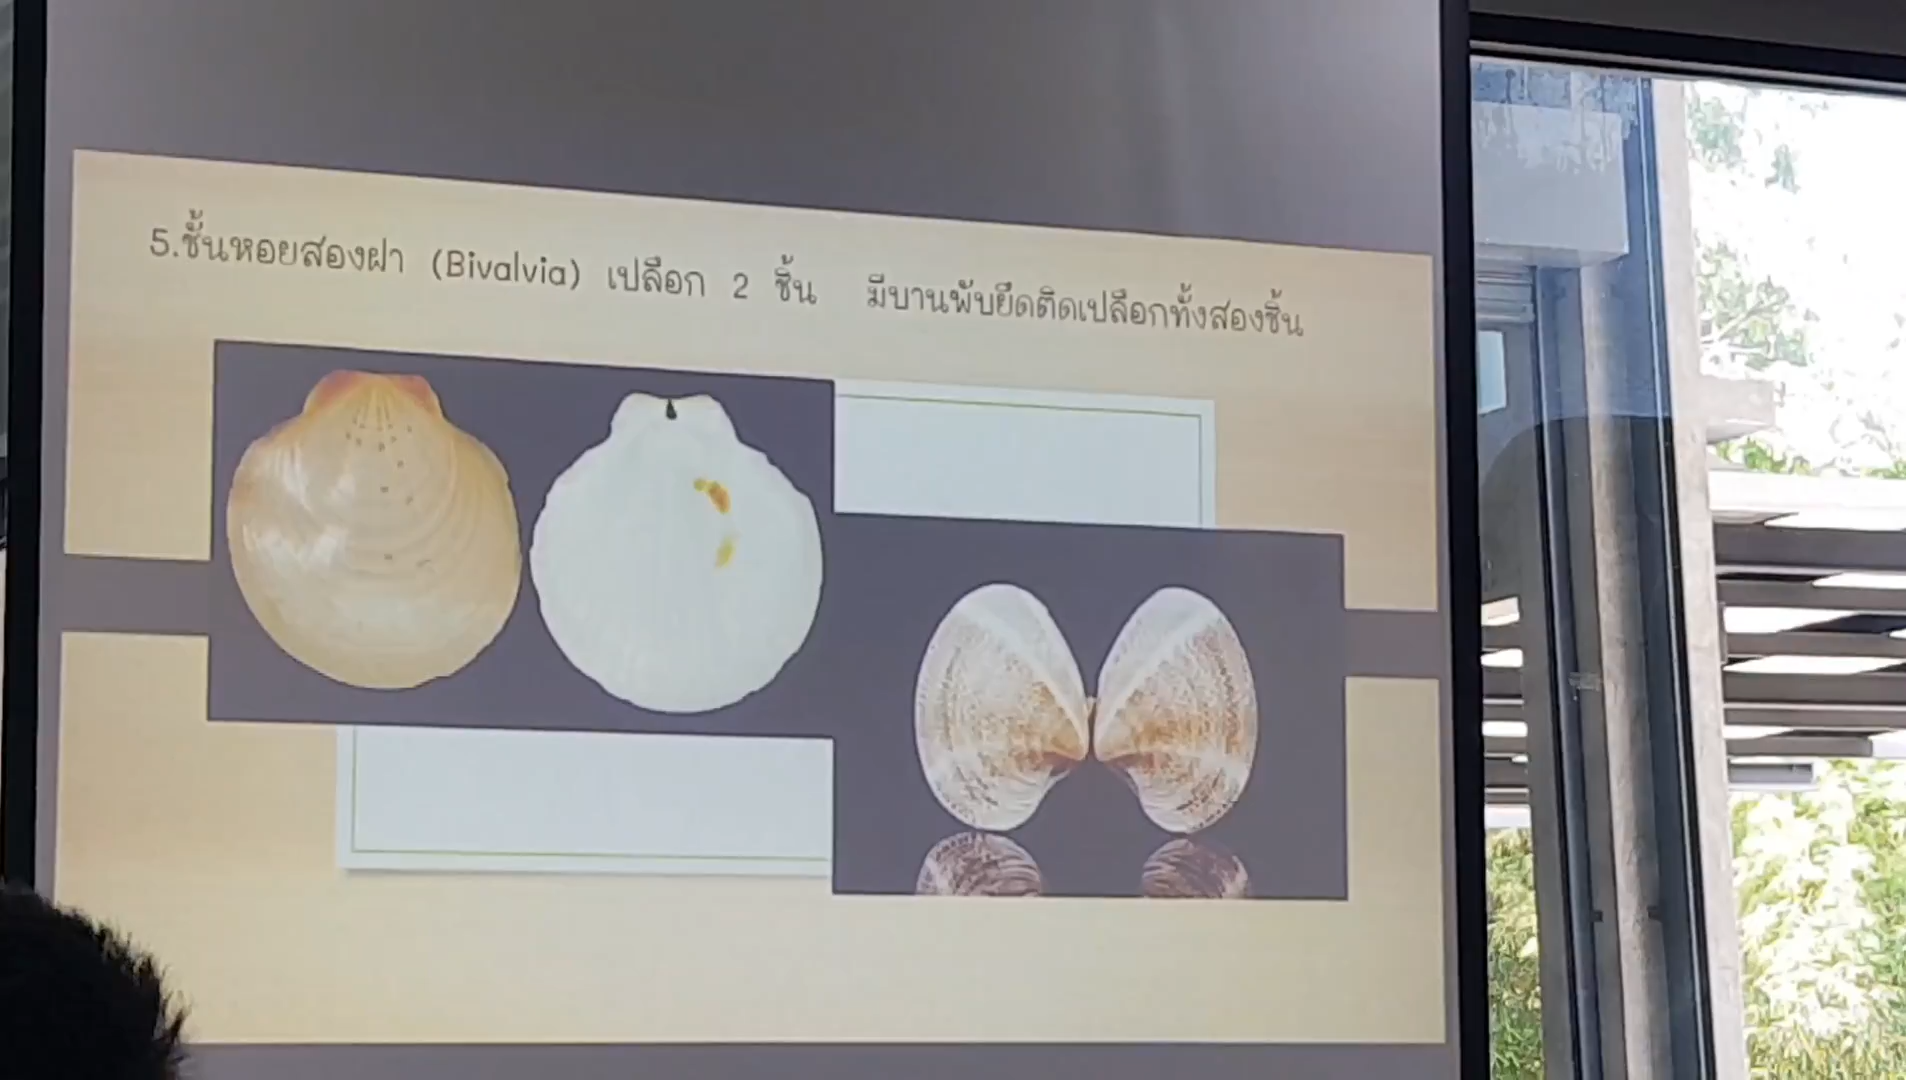 5.ชั้นหอยสองฝา (Bivalvia) เปลือก 2 ชิ้น มีบานพับยึดติดเปลือกทั้งสองชิ้น